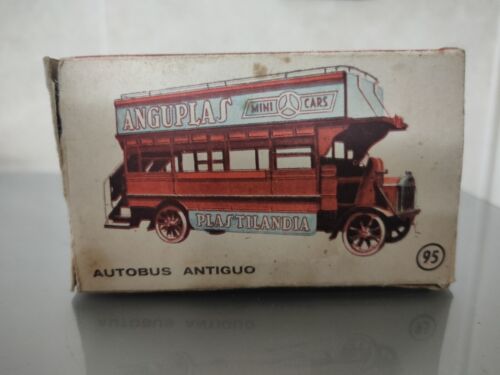 ANGUPLAS MINI CARS
PLASTILANDIA
AUTOBUS ANTIGUO
95